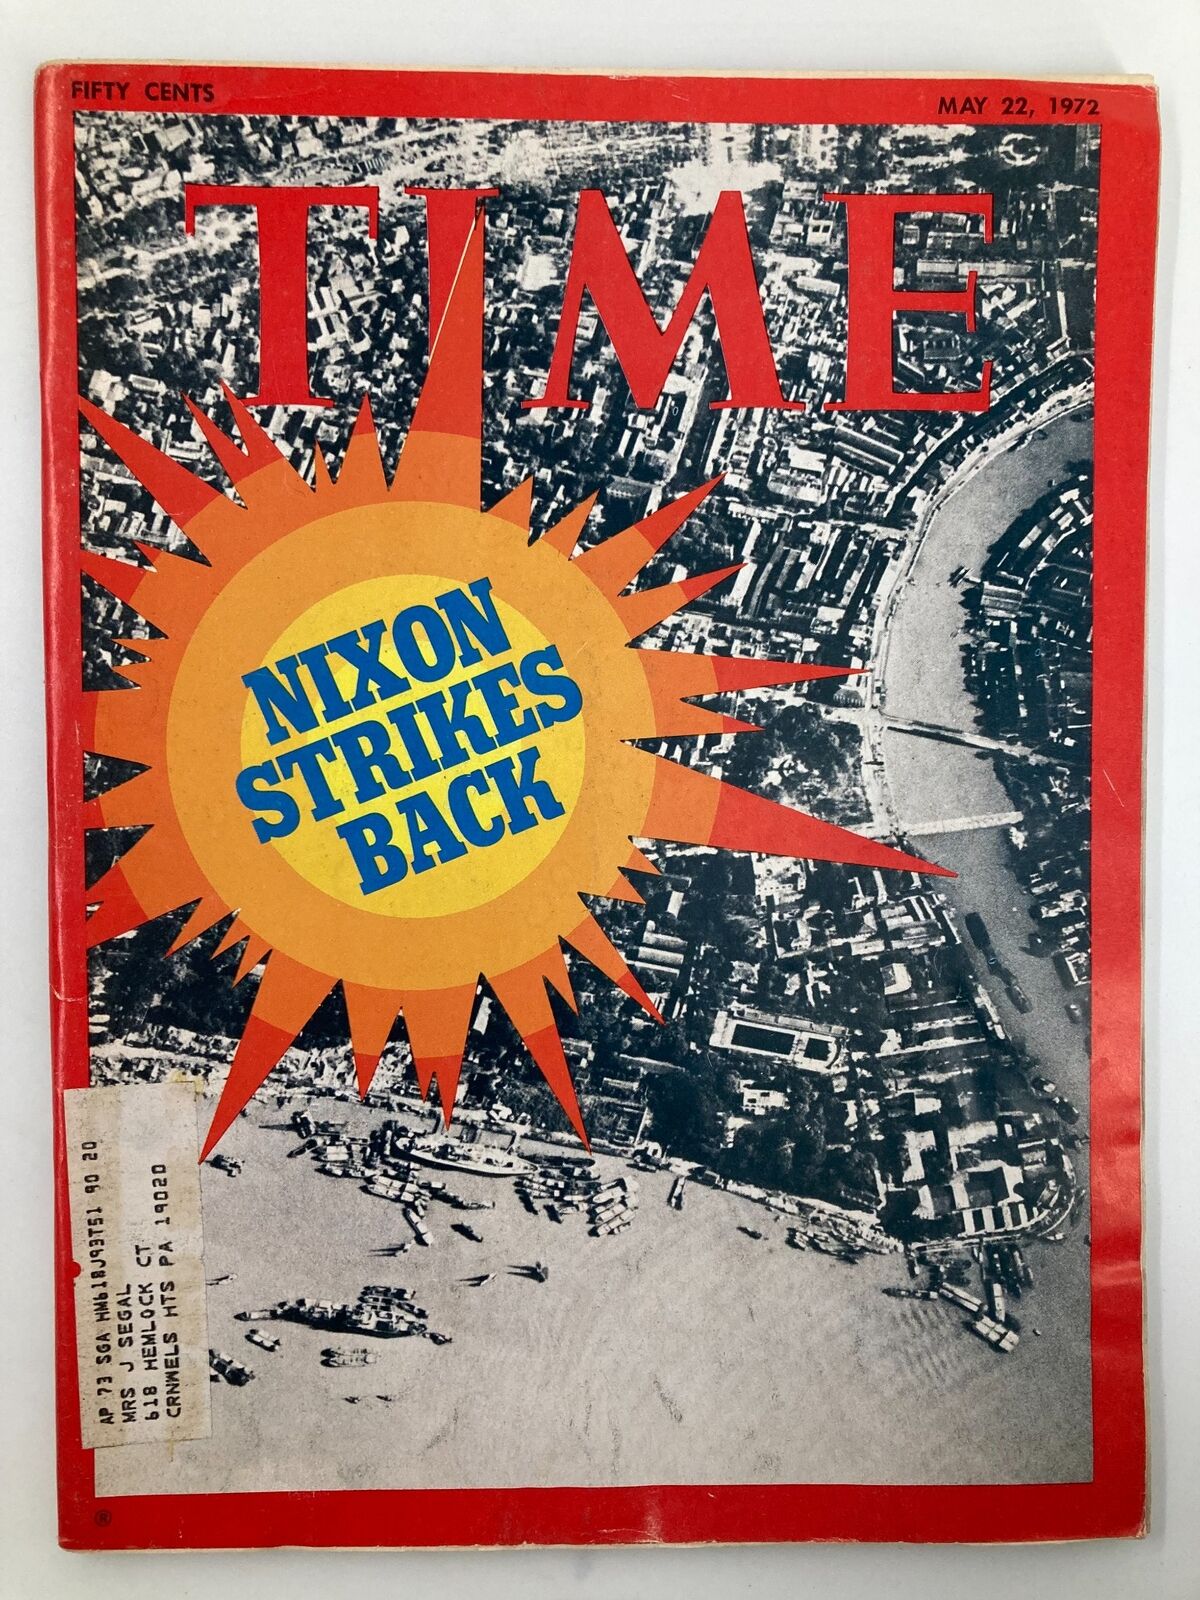 FIFTY CENTS
MAY 22, 1972
TIME
NIXON
STRIKES
BACK
AP 73 SGA HM618J93T51 90 20
MRS J SEGAL
618 HEMLOCK CT
CRNWELS HTS PA 19020
®